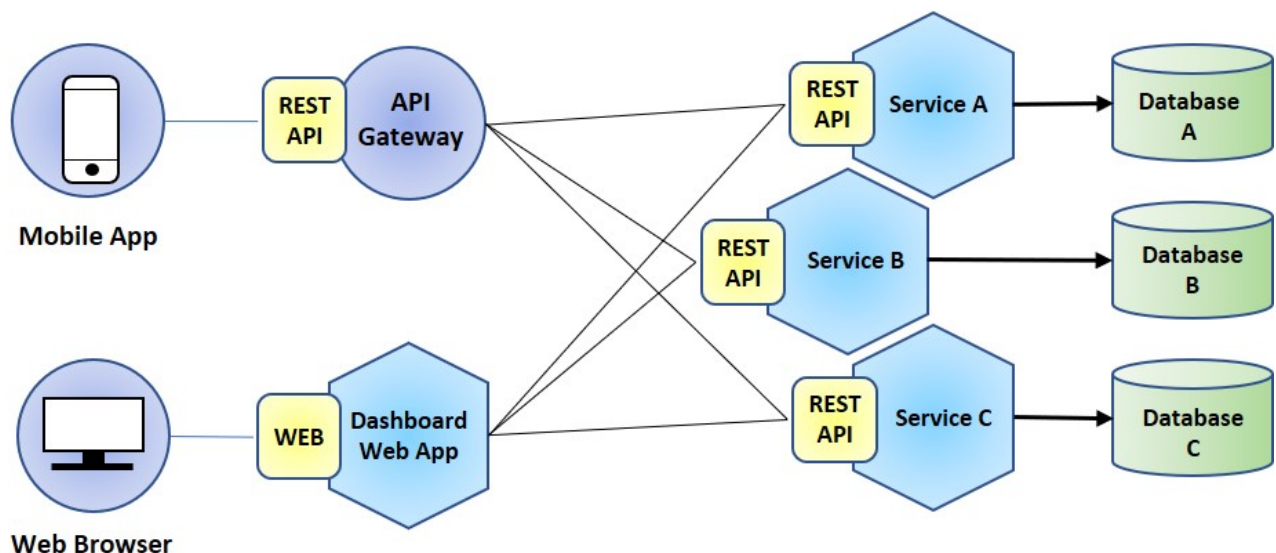 Mobile App
REST
API
API
Gateway
REST
API
Service A
Database
A
REST
API
Service B
Database
B
Web Browser
WEB
Dashboard
Web App
REST
API
Service C
Database
C